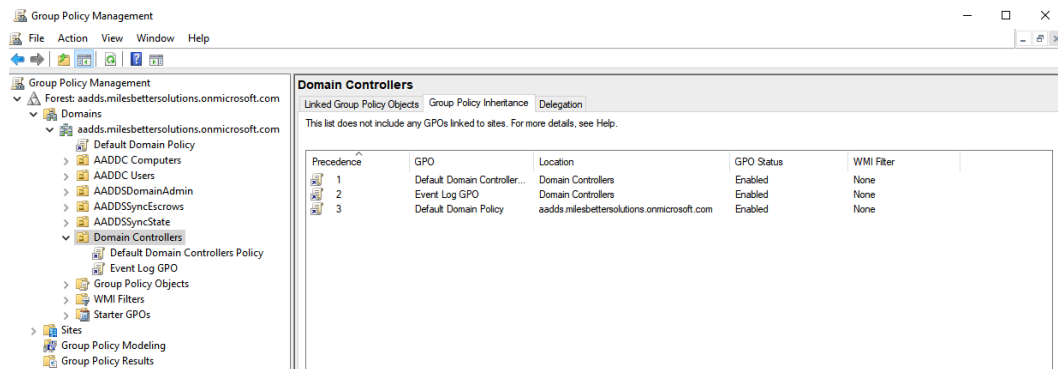 Group Policy Management
File Action View Window Help
Group Policy Management
Forest: aadds.milesbettersolutions.onmicrosoft.com
Domains
aadds.milesbettersolutions.onmicrosoft.com
Default Domain Policy
AADDC Computers
AADDC Users
AADDSDomainAdmin
AADDSSyncEscrows
AADDSSyncState
Domain Controllers
Default Domain Controllers Policy
Event Log GPO
Group Policy Objects
WMI Filters
Starter GPOs
Sites
Group Policy Modeling
Group Policy Results
Domain Controllers
Linked Group Policy Objects Group Policy Inheritance Delegation
This list does not include any GPOs linked to sites. For more details, see Help.
Precedence GPO Location GPO Status WMI Filter
1 Default Domain Controller... Domain Controllers Enabled None
2 Event Log GPO Domain Controllers Enabled None
3 Default Domain Policy aadds.milesbettersolutions.onmicrosoft.com Enabled None